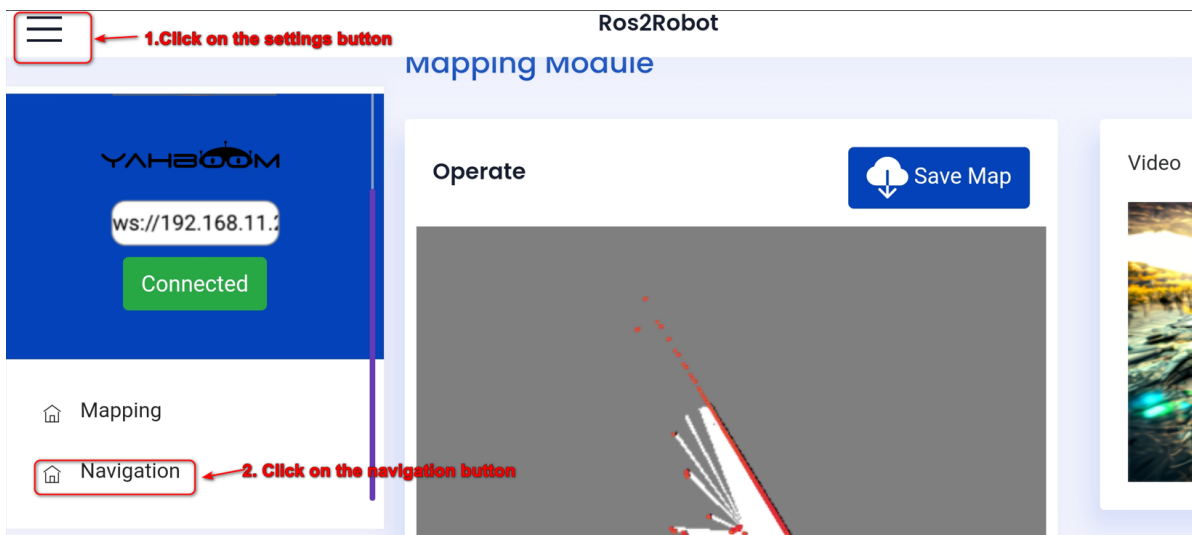 Ros2Robot
1.Click on the settings button
Mapping Module
YAHBOOM
Operate
Save Map
Video
ws://192.168.11.2
Connected
Mapping
Navigation
2. Click on the navigation button